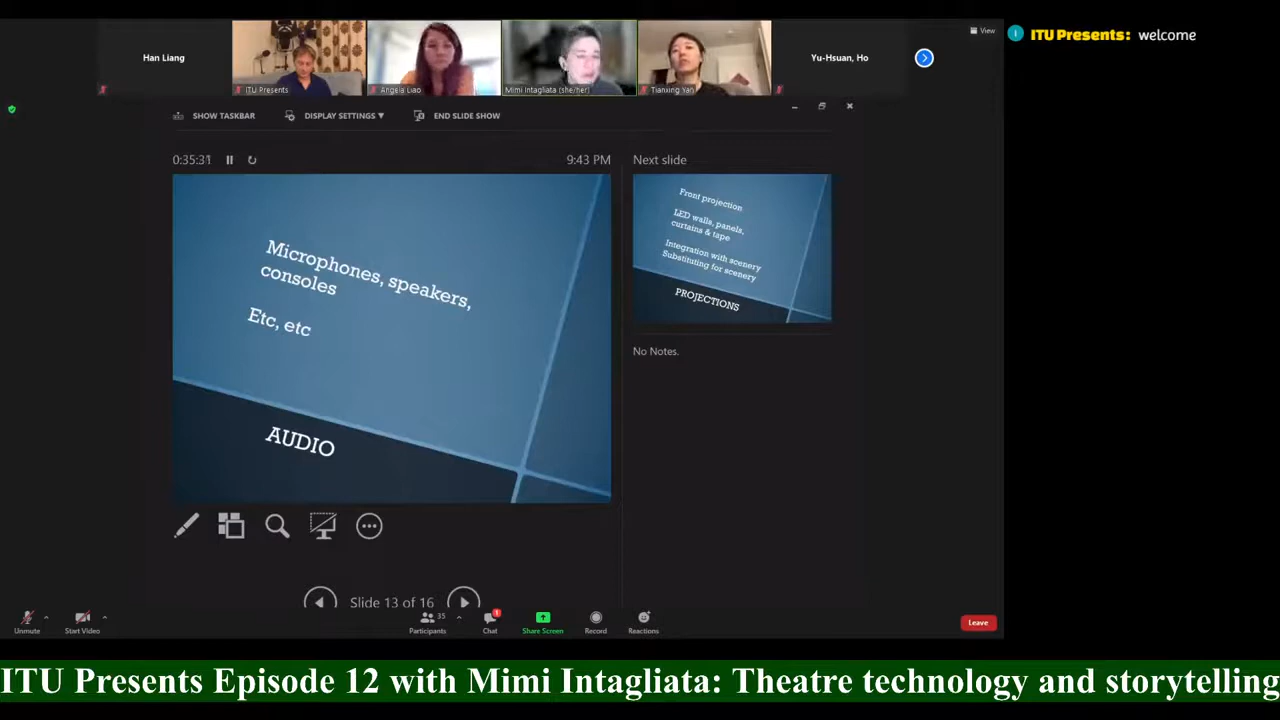 Han Liang
ITU Presents
Angela Liao
Mimi Intagliata (she/her)
Tianxing Yan
Yu-Hsuan, Ho
View
ITU Presents: welcome
SHOW TASKBAR
DISPLAY SETTINGS ▼
END SLIDE SHOW
0:35:31
9:43 PM
Next slide
Microphones, speakers,
consoles
Etc, etc
AUDIO
Front projection
LED walls, panels,
curtains & tape
Integration with scenery
Substituting for scenery
PROJECTIONS
No Notes.
Slide 13 of 16
Unmute
Start Video
Participants
35
Chat
1
Share Screen
Record
Reactions
Leave
ITU Presents Episode 12 with Mimi Intagliata: Theatre technology and storytelling